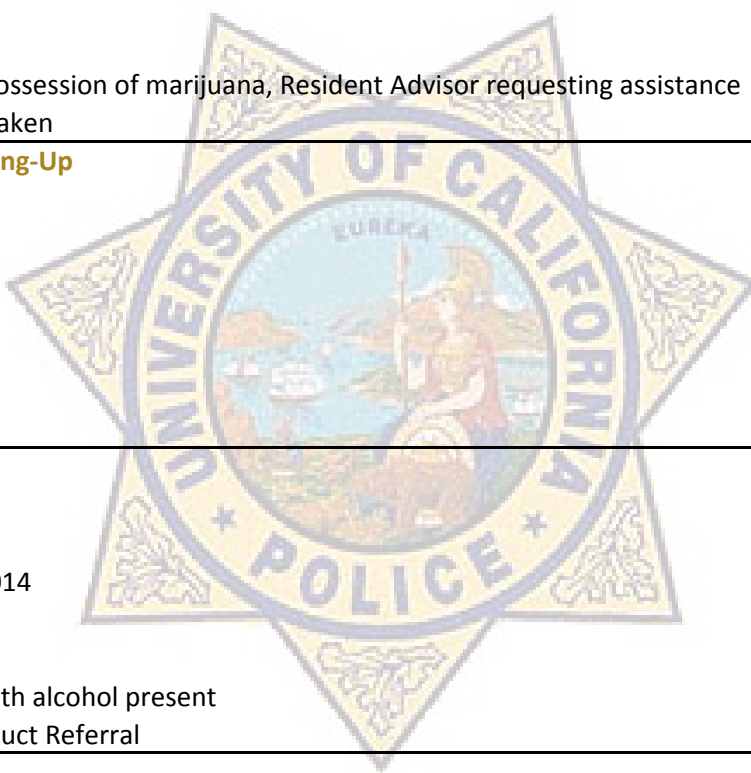 ossession of marijuana, Resident Advisor requesting assistance
aken
ng-Up
UNIVERSITY OF CALIFORNIA
EUREKA
014
POLICE
th alcohol present
uct Referral